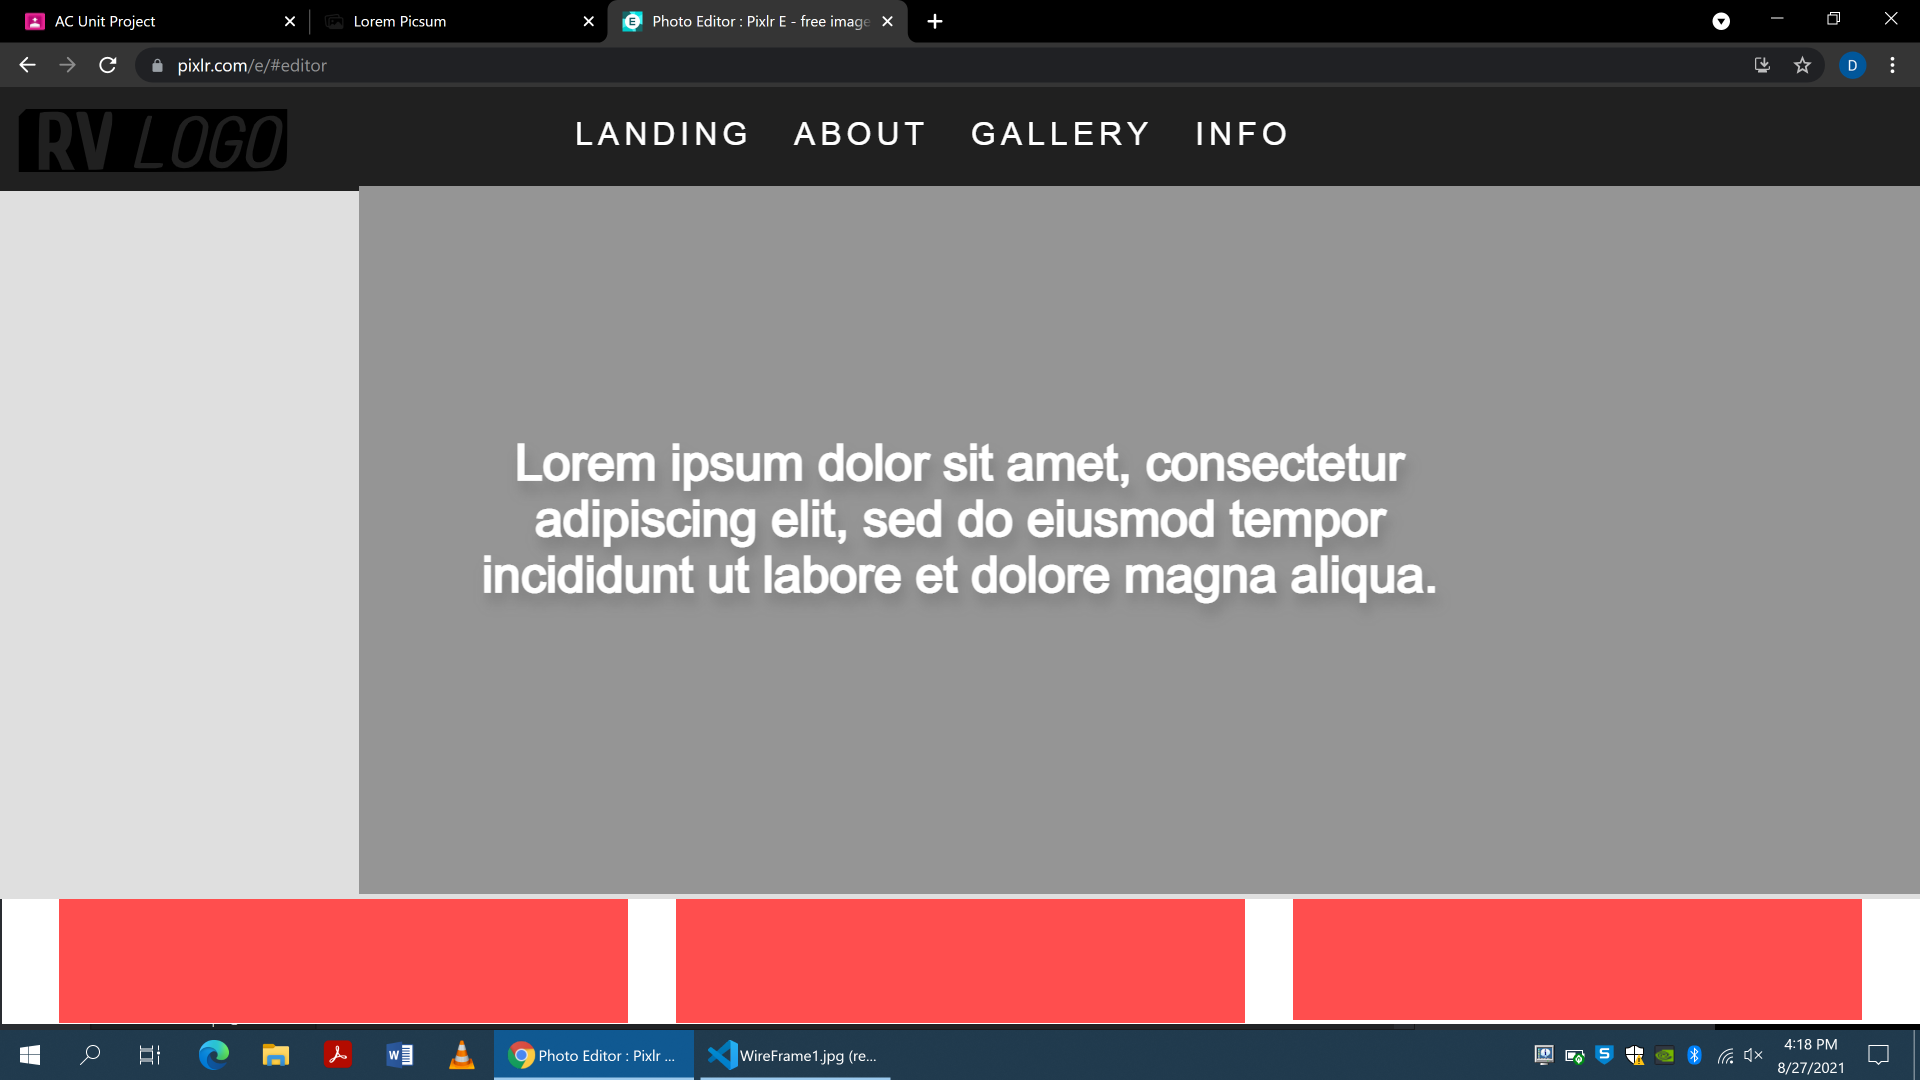 AC Unit Project
Lorem Picsum
Photo Editor : Pixlr E - free image
pixlr.com/e/#editor
D
RV LOGO
LANDING ABOUT GALLERY INFO
Lorem ipsum dolor sit amet, consectetur
adipiscing elit, sed do eiusmod tempor
incididunt ut labore et dolore magna aliqua.
Photo Editor : Pixlr ...
WireFrame1.jpg (re...
4:18 PM
8/27/2021